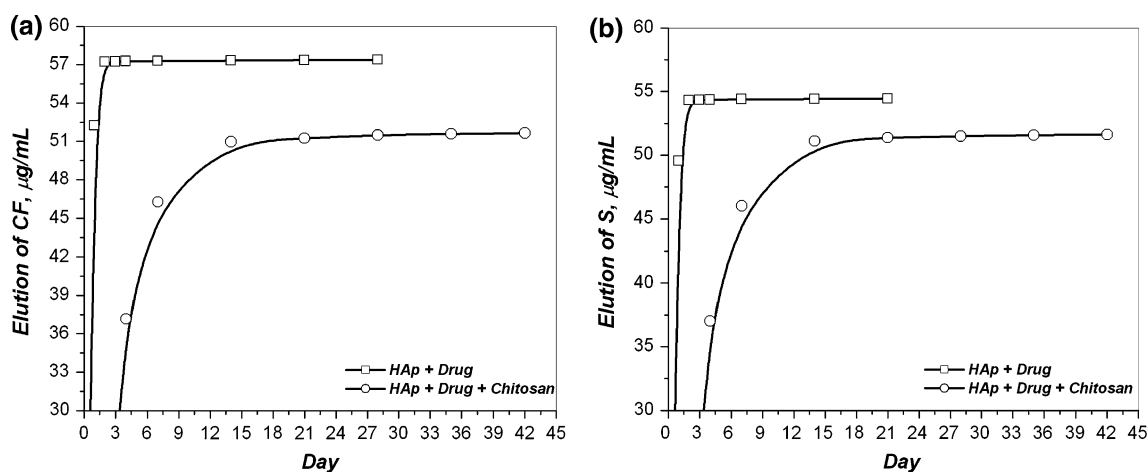 (a)
60
57
54
51
48
45
42
39
36
33
30
Elution of CF, µg/mL
HAp + Drug
HAp + Drug + Chitosan
0 3 6 9 12 15 18 21 24 27 30 33 36 39 42 45
Day
(b)
60
55
50
45
40
35
30
Elution of S, µg/mL
HAp + Drug
HAp + Drug + Chitosan
0 3 6 9 12 15 18 21 24 27 30 33 36 39 42 45
Day